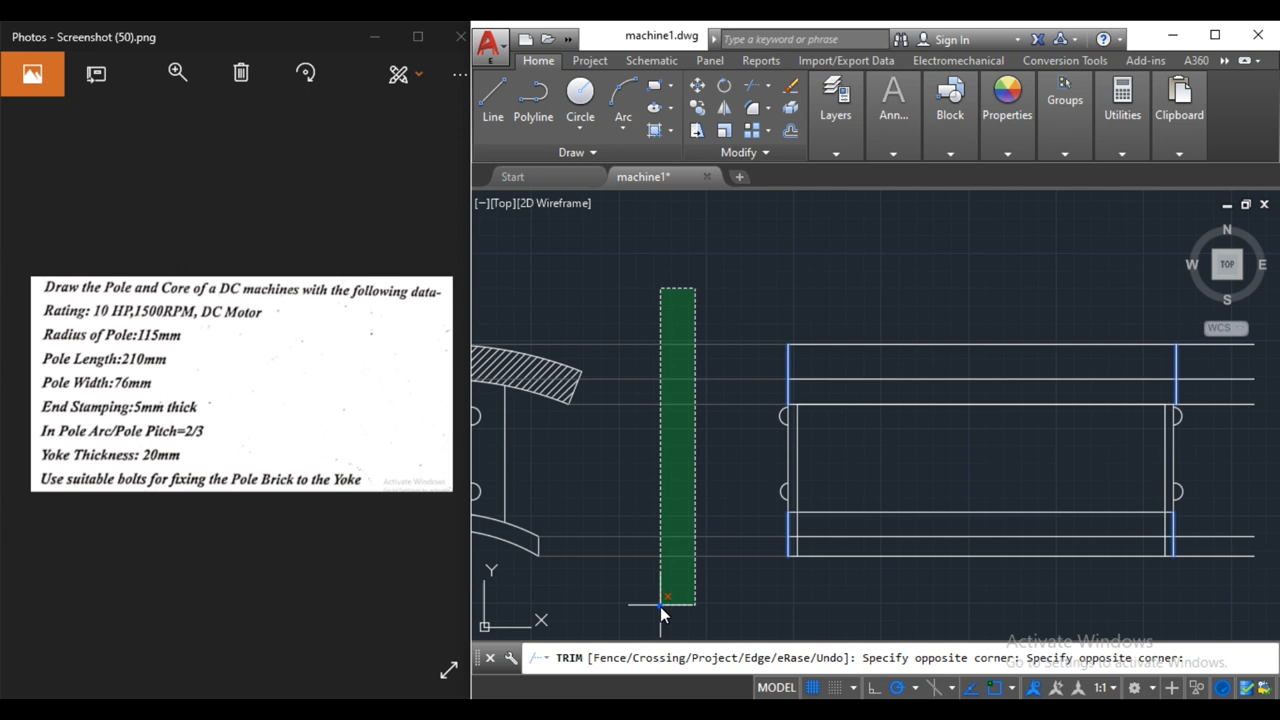 Photos - Screenshot (50).png
Draw the Pole and Core of a DC machines with the following data-
Rating: 10 HP,1500RPM, DC Motor
Radius of Pole:115mm
Pole Length:210mm
Pole Width:76mm
End Stamping:5mm thick
In Pole Arc/Pole Pitch=2/3
Yoke Thickness: 20mm
Use suitable bolts for fixing the Pole Brick to the Yoke
Activate Windows
machine1.dwg
Type a keyword or phrase
Sign In
Home Project Schematic Panel Reports Import/Export Data Electromechanical Conversion Tools Add-ins A360
Line Polyline Circle Arc Layers Ann... Block Properties Groups Utilities Clipboard
Draw Modify
Start machine1*
[−][Top][2D Wireframe]
N
W TOP E
S
WCS
Y
X
Activate Windows
Go to Settings to activate Windows.
TRIM [Fence/Crossing/Project/Edge/eRase/Undo]: Specify opposite corner: Specify opposite corner:
MODEL 1:1